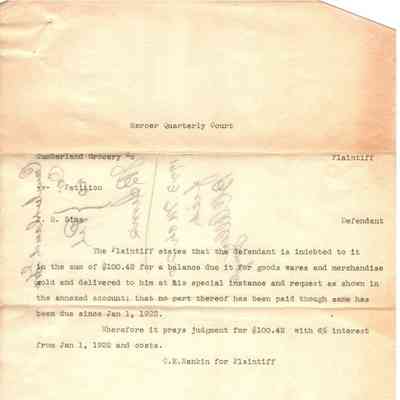 Mercer Quarterly Court
Cumberland Grocery Co Plaintiff
Petition
Sims Defendant
The Plaintiff states that the defendant is indebted to it
in the sum of $100.42 for a balance due it for goods wares and merchandise
sold and delivered to him at his special instance and request as shown in
the annexed account; that no part thereof has been paid though same has
been due since Jan 1, 1922.
Wherefore it prays judgment for $100.42 with 6% interest
from Jan 1, 1922 and costs.
C.E.Rankin for Plaintiff